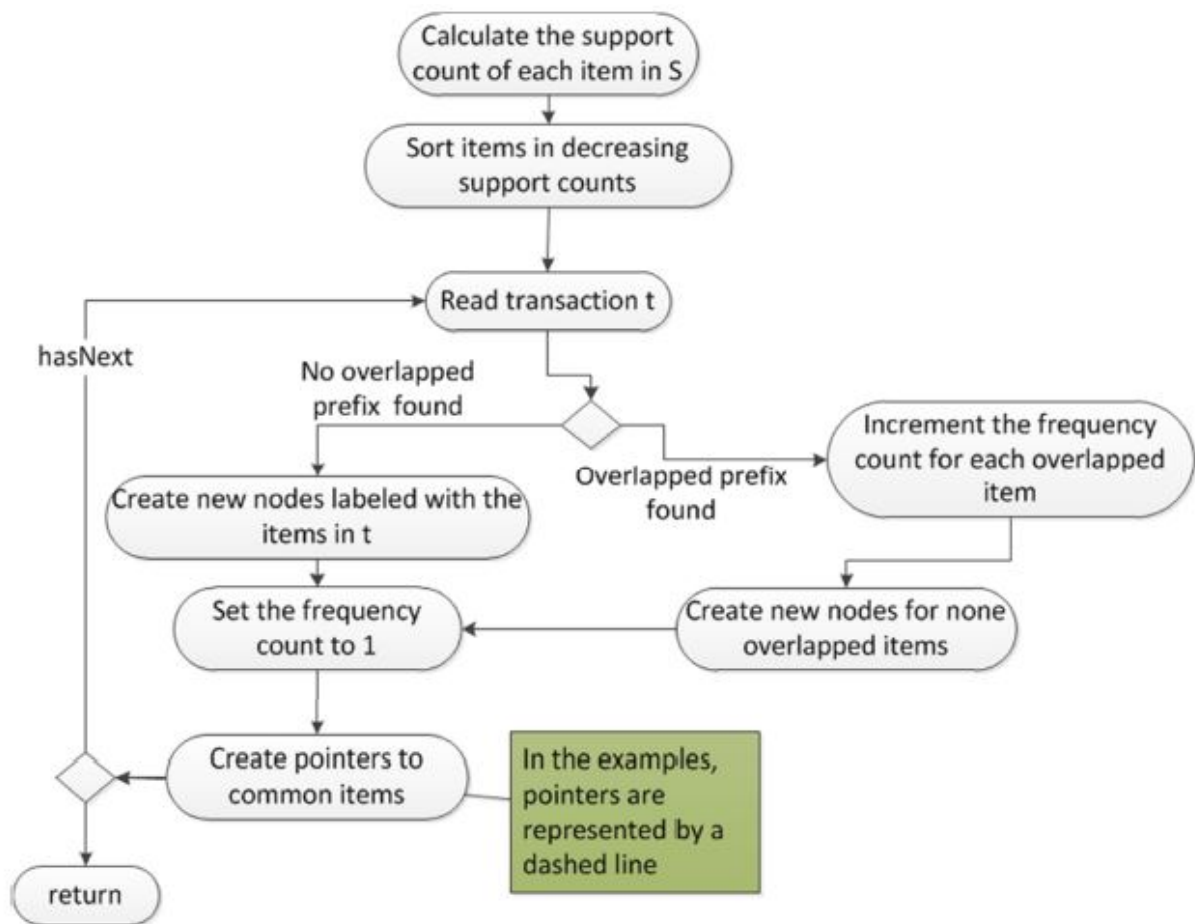 Calculate the support
count of each item in S
Sort items in decreasing
support counts
Read transaction t
hasNext
No overlapped
prefix found
Overlapped prefix
found
Increment the frequency
count for each overlapped
item
Create new nodes labeled with the
items in t
Set the frequency
count to 1
Create new nodes for none
overlapped items
Create pointers to
common items
In the examples,
pointers are
represented by a
dashed line
return